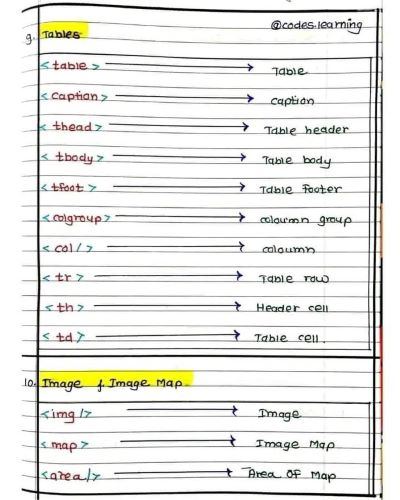 @codes.learning
9. Tables
<table> → Table
<caption> → caption
<thead> → Table header
<tbody> → Table body
<tfoot> → Table Footer
<colgroup> → coloumn group
<col/> → coloumn
<tr> → Table row
<th> → Header cell
<td> → Table cell.
10. Image & Image Map
<img/> → Image
<map> → Image Map
<area/> → Area OF Map